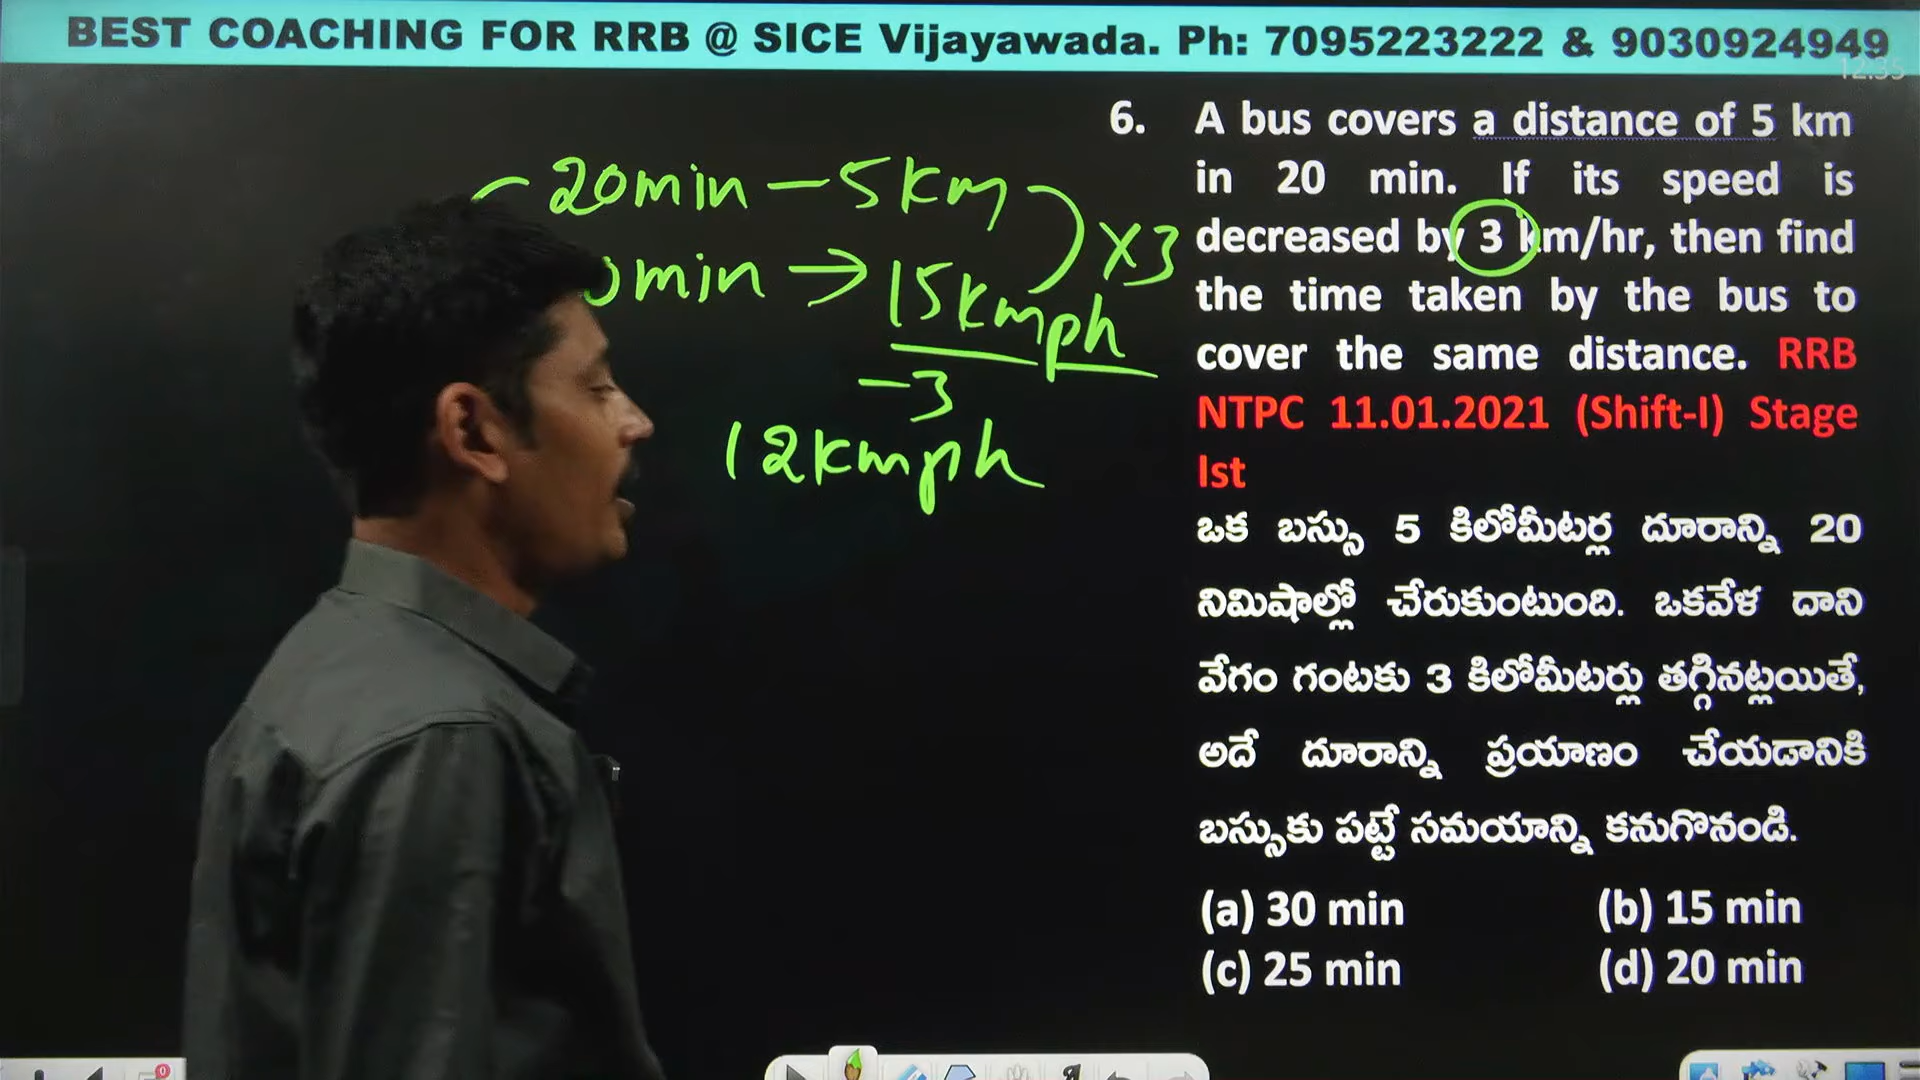 BEST COACHING FOR RRB @ SICE Vijayawada. Ph: 7095223222 & 9030924949
12:35
6. A bus covers a distance of 5 km
in 20 min. If its speed is
decreased by 3 km/hr, then find
the time taken by the bus to
cover the same distance. RRB
NTPC 11.01.2021 (Shift-I) Stage
Ist
ఒక బస్సు 5 కిలోమీటర్ల దూరాన్ని 20
నిమిషాల్లో చేరుకుంటుంది. ఒకవేళ దాని
వేగం గంటకు 3 కిలోమీటర్లు తగ్గినట్లయితే,
అదే దూరాన్ని ప్రయాణం చేయడానికి
బస్సుకు పట్టే సమయాన్ని కనుగొనండి.
(a) 30 min (b) 15 min
(c) 25 min (d) 20 min
20min – 5km
0min → 15kmph ×3
–3
12kmph